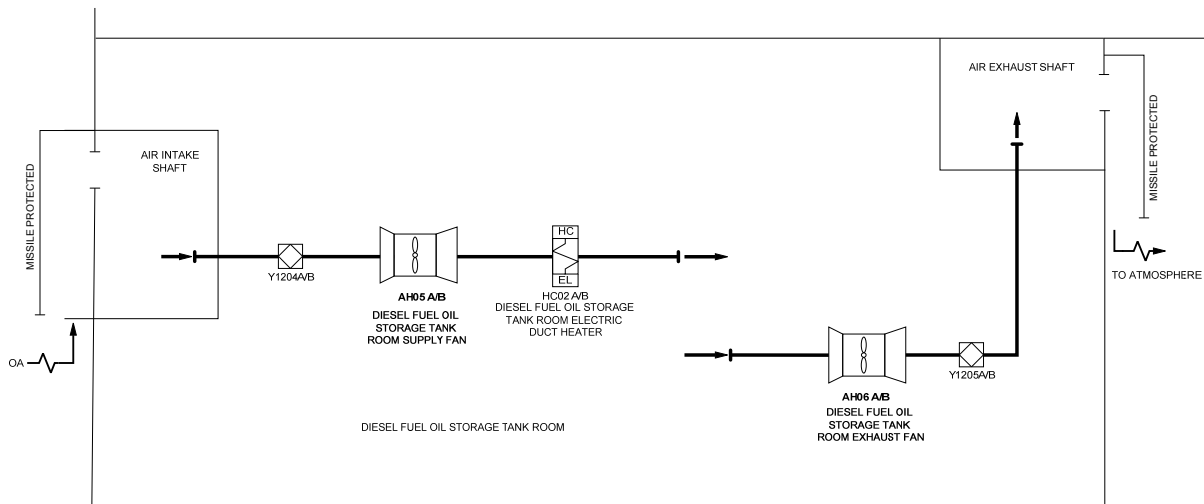 AIR EXHAUST SHAFT
MISSILE PROTECTED
AIR INTAKE
SHAFT
MISSILE PROTECTED
HC
EL
Y1204A/B
AH05 A/B
DIESEL FUEL OIL
STORAGE TANK
ROOM SUPPLY FAN
HC02 A/B
DIESEL FUEL OIL STORAGE
TANK ROOM ELECTRIC
DUCT HEATER
TO ATMOSPHERE
OA
Y1205A/B
AH06 A/B
DIESEL FUEL OIL
STORAGE TANK
ROOM EXHAUST FAN
DIESEL FUEL OIL STORAGE TANK ROOM